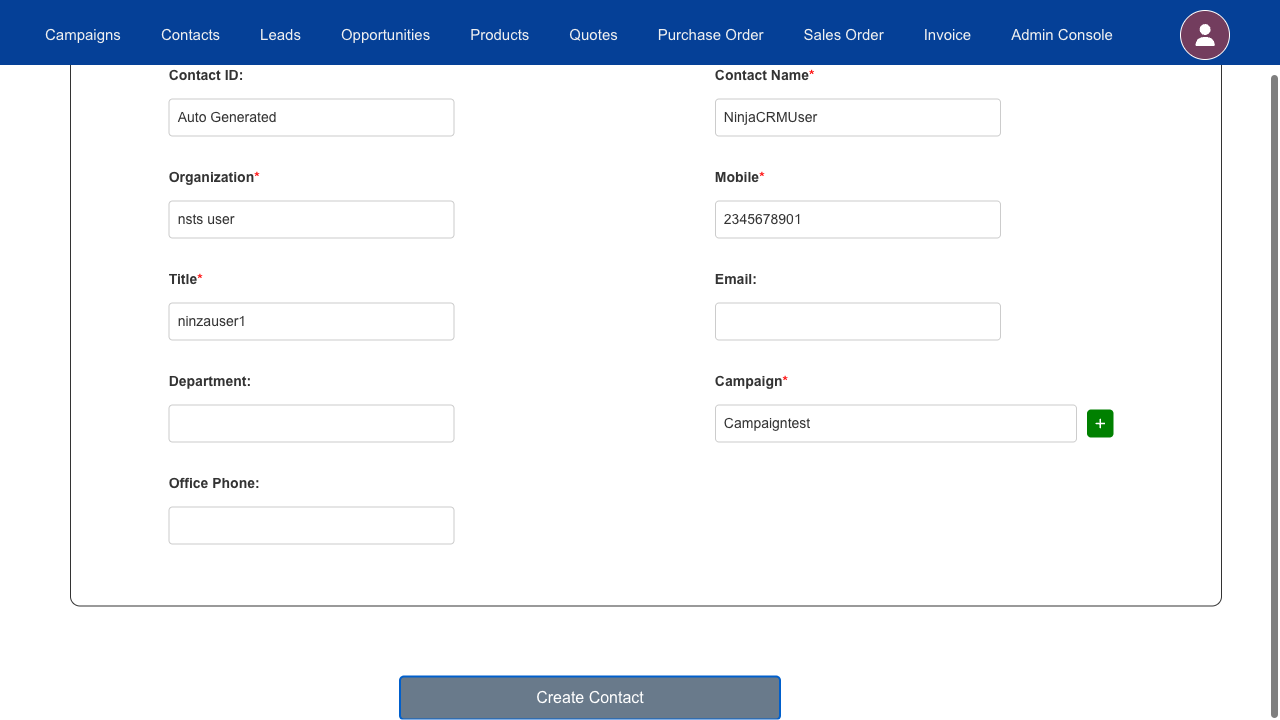 Campaigns Contacts Leads Opportunities Products Quotes Purchase Order Sales Order Invoice Admin Console
Contact ID: Contact Name*
Auto Generated NinjaCRMUser
Organization* Mobile*
nsts user 2345678901
Title* Email:
ninzauser1
Department: Campaign*
Campaigntest +
Office Phone:
Create Contact